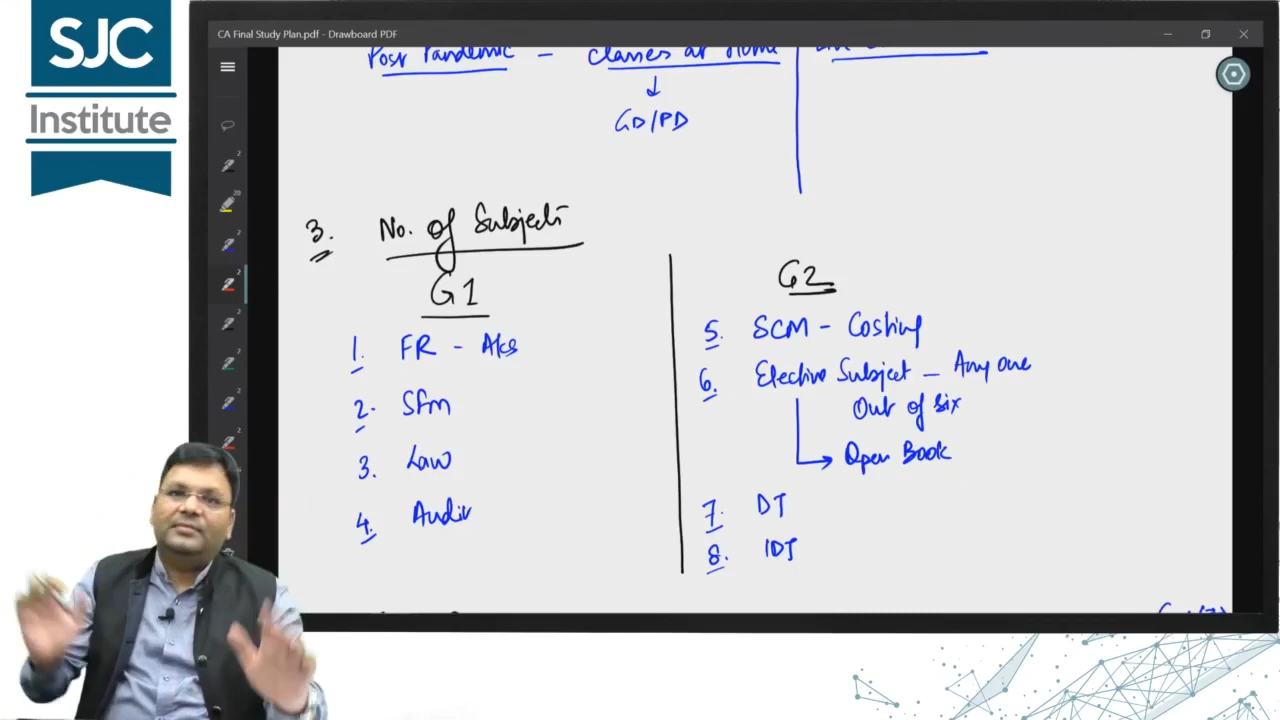 SJC
Institute
CA Final Study Plan.pdf - Drawboard PDF
Post Pandemic - Classes at Home
GD/PD
3. No. of Subjects
G1
1. FR - A/cs
2. SFM
3. Law
4. Audit
G2
5. SCM - Costing
6. Elective Subject - Any one
Out of six
Open Book
7. DT
8. IDT